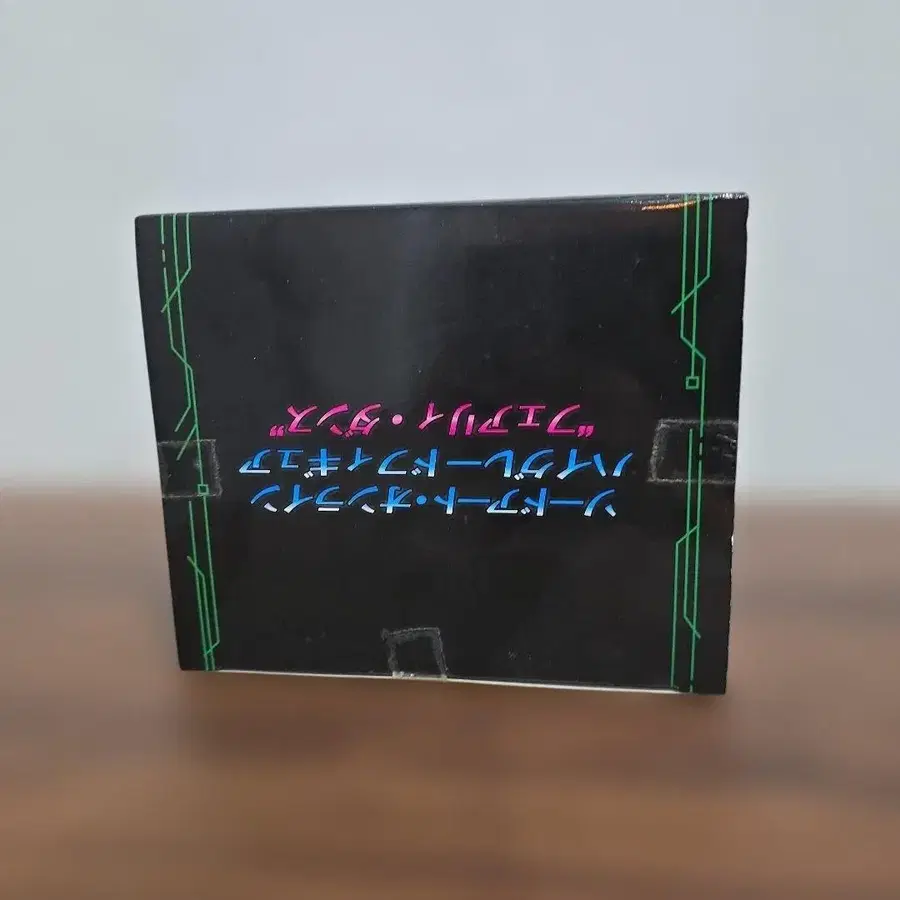 ソードアート・オンライン
ハイグレードフィギュア
“フェアリィ・ダンス”